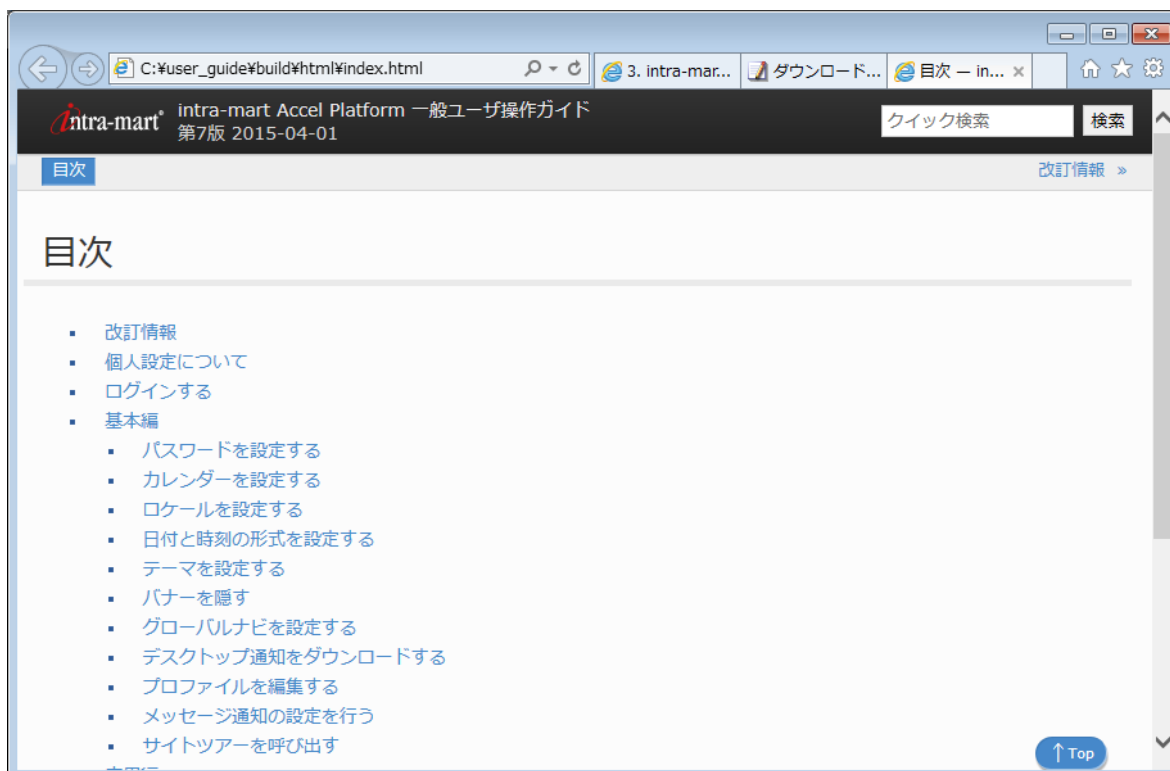 C:¥user_guide¥build¥html¥index.html
3. intra-mar...
ダウンロード...
目次 — in...
intra-mart®
intra-mart Accel Platform 一般ユーザ操作ガイド
第7版 2015-04-01
クイック検索
検索
目次
改訂情報 »
目次
改訂情報
個人設定について
ログインする
基本編
パスワードを設定する
カレンダーを設定する
ロケールを設定する
日付と時刻の形式を設定する
テーマを設定する
バナーを隠す
グローバルナビを設定する
デスクトップ通知をダウンロードする
プロファイルを編集する
メッセージ通知の設定を行う
サイトツアーを呼び出す
↑ Top